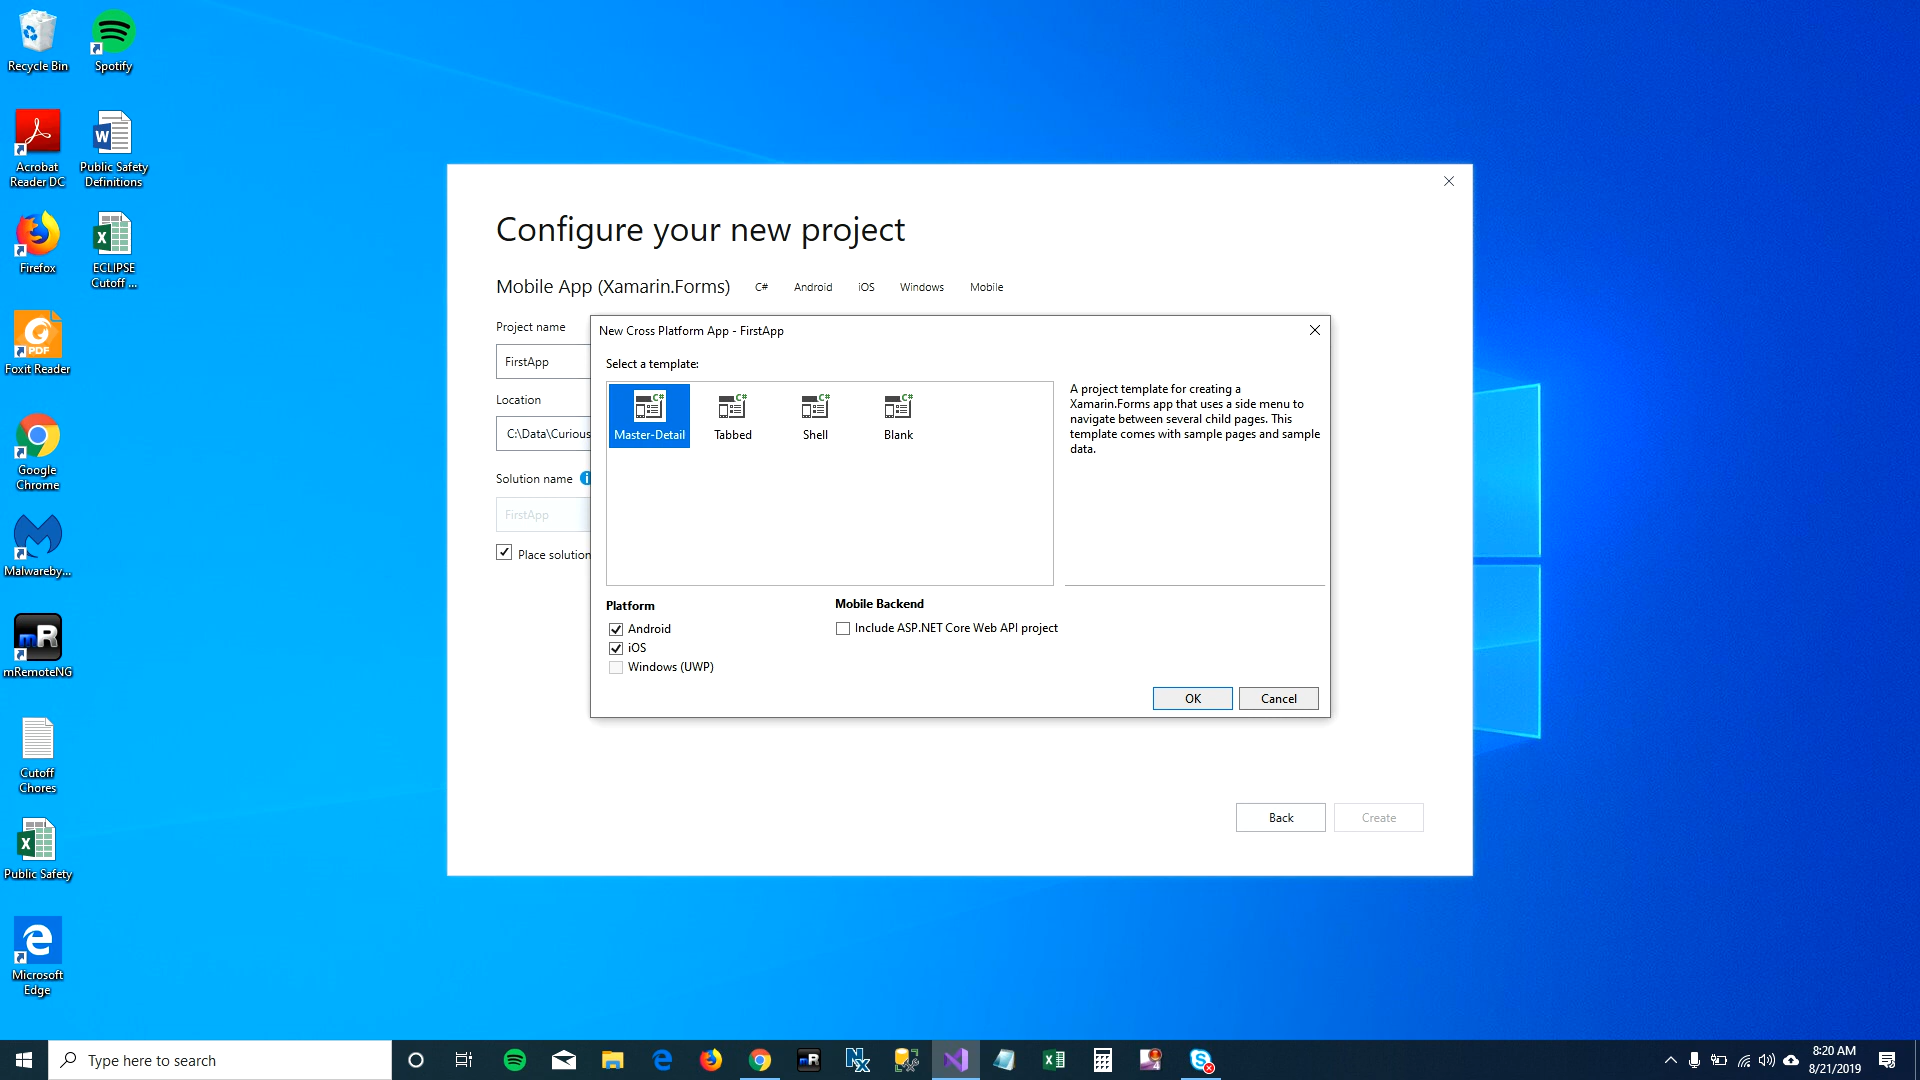 Recycle Bin
Spotify
Acrobat
Reader DC
Public Safety
Definitions
Firefox
ECLIPSE
Cutoff ...
PDF
Foxit Reader
Google
Chrome
Malwareby...
mR
mRemoteNG
Cutoff
Chores
Public Safety
Microsoft
Edge
Configure your new project
Mobile App (Xamarin.Forms) C# Android iOS Windows Mobile
Project name
FirstApp
Location
C:\Data\Curious
Solution name
FirstApp
Place solution
New Cross Platform App - FirstApp
Select a template:
Master-Detail
Tabbed
Shell
Blank
A project template for creating a
Xamarin.Forms app that uses a side menu to
navigate between several child pages. This
template comes with sample pages and sample
data.
Platform
Android
iOS
Windows (UWP)
Mobile Backend
Include ASP.NET Core Web API project
OK
Cancel
Back
Create
Type here to search
8:20 AM
8/21/2019